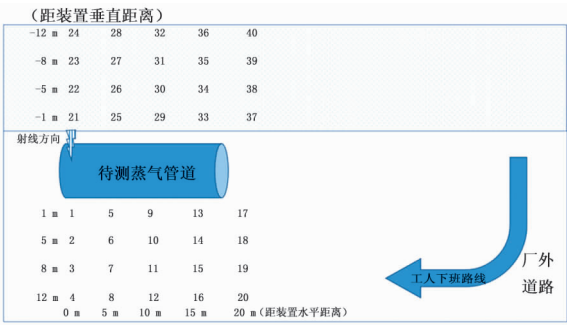 (距装置垂直距离)
-12 m 24 28 32 36 40
-8 m 23 27 31 35 39
-5 m 22 26 30 34 38
-1 m 21 25 29 33 37
射线方向
待测蒸气管道
1 m 1 5 9 13 17
5 m 2 6 10 14 18
8 m 3 7 11 15 19
12 m 4 8 12 16 20
0 m 5 m 10 m 15 m 20 m(距装置水平距离)
工人下班路线
厂外
道路